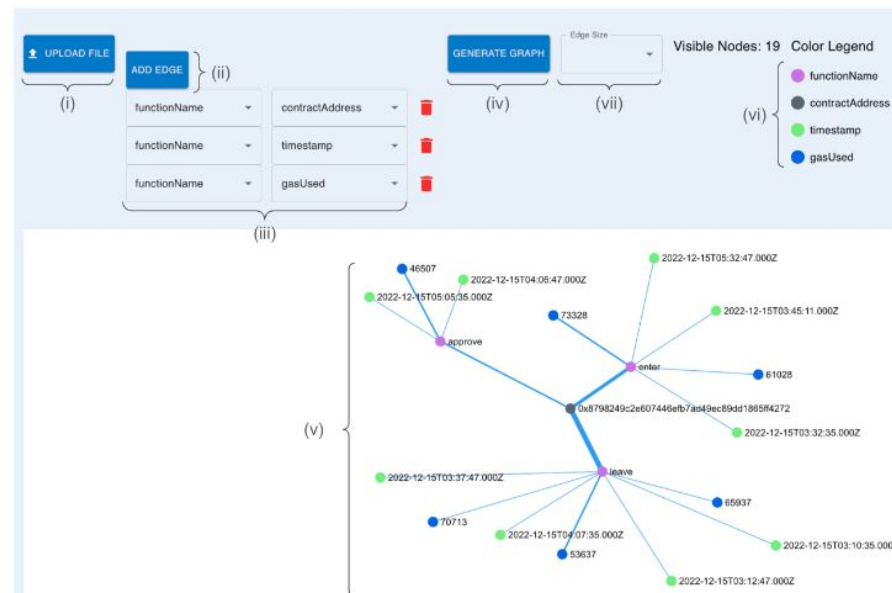 UPLOAD FILE
(i)
ADD EDGE
(ii)
functionName
contractAddress
functionName
timestamp
functionName
gasUsed
(iii)
GENERATE GRAPH
(iv)
Edge Size
(vii)
Visible Nodes: 19
Color Legend
(vi)
functionName
contractAddress
timestamp
gasUsed
(v)
46507
2022-12-15T04:08:47.000Z
2022-12-15T05:05:35.000Z
approve
2022-12-15T05:32:47.000Z
73328
2022-12-15T03:45:11.000Z
enter
61028
0x8798249c2e607446efb7ad49ec89dd1865ff4272
2022-12-15T03:32:35.000Z
leave
2022-12-15T03:37:47.000Z
65937
70713
2022-12-15T04:07:35.000Z
53637
2022-12-15T03:10:35.000
2022-12-15T03:12:47.000Z